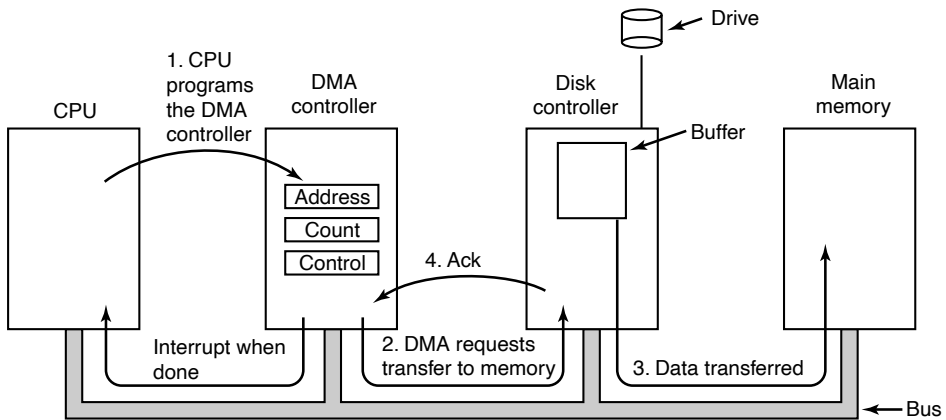 Drive
1. CPU
programs
the DMA
controller
CPU
DMA
controller
Disk
controller
Main
memory
Buffer
Address
Count
Control
4. Ack
Interrupt when
done
2. DMA requests
transfer to memory
3. Data transferred
Bus